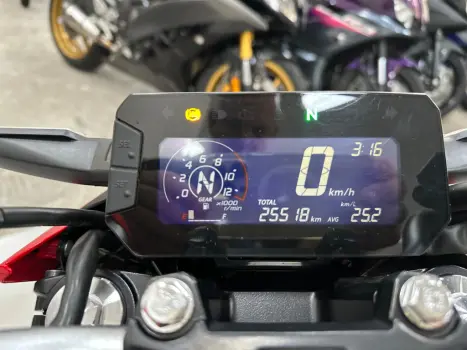 N
3:16
6
4 8
2 10
0 N 12
GEAR
x1000
r/min
0
km/h
TOTAL
25518 km
km/L
AVG 25.2
F